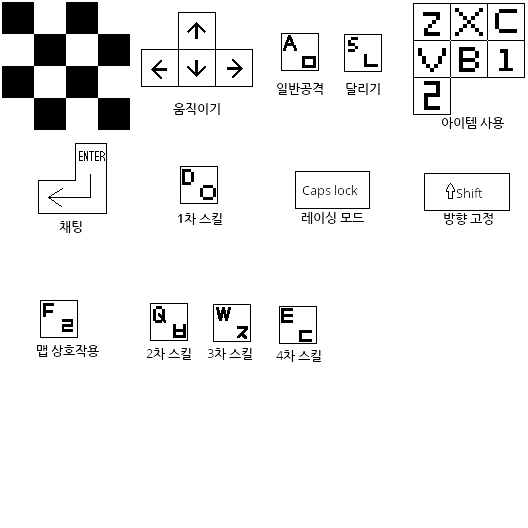 A ㅁ
S ㄴ
Z X C
V B 1
2
움직이기
일반공격
달리기
아이템 사용
ENTER
D ㅇ
Caps lock
Shift
채팅
1차 스킬
레이싱 모드
방향 고정
F ㄹ
Q ㅂ
W ㅈ
E ㄷ
맵 상호작용
2차 스킬
3차 스킬
4차 스킬